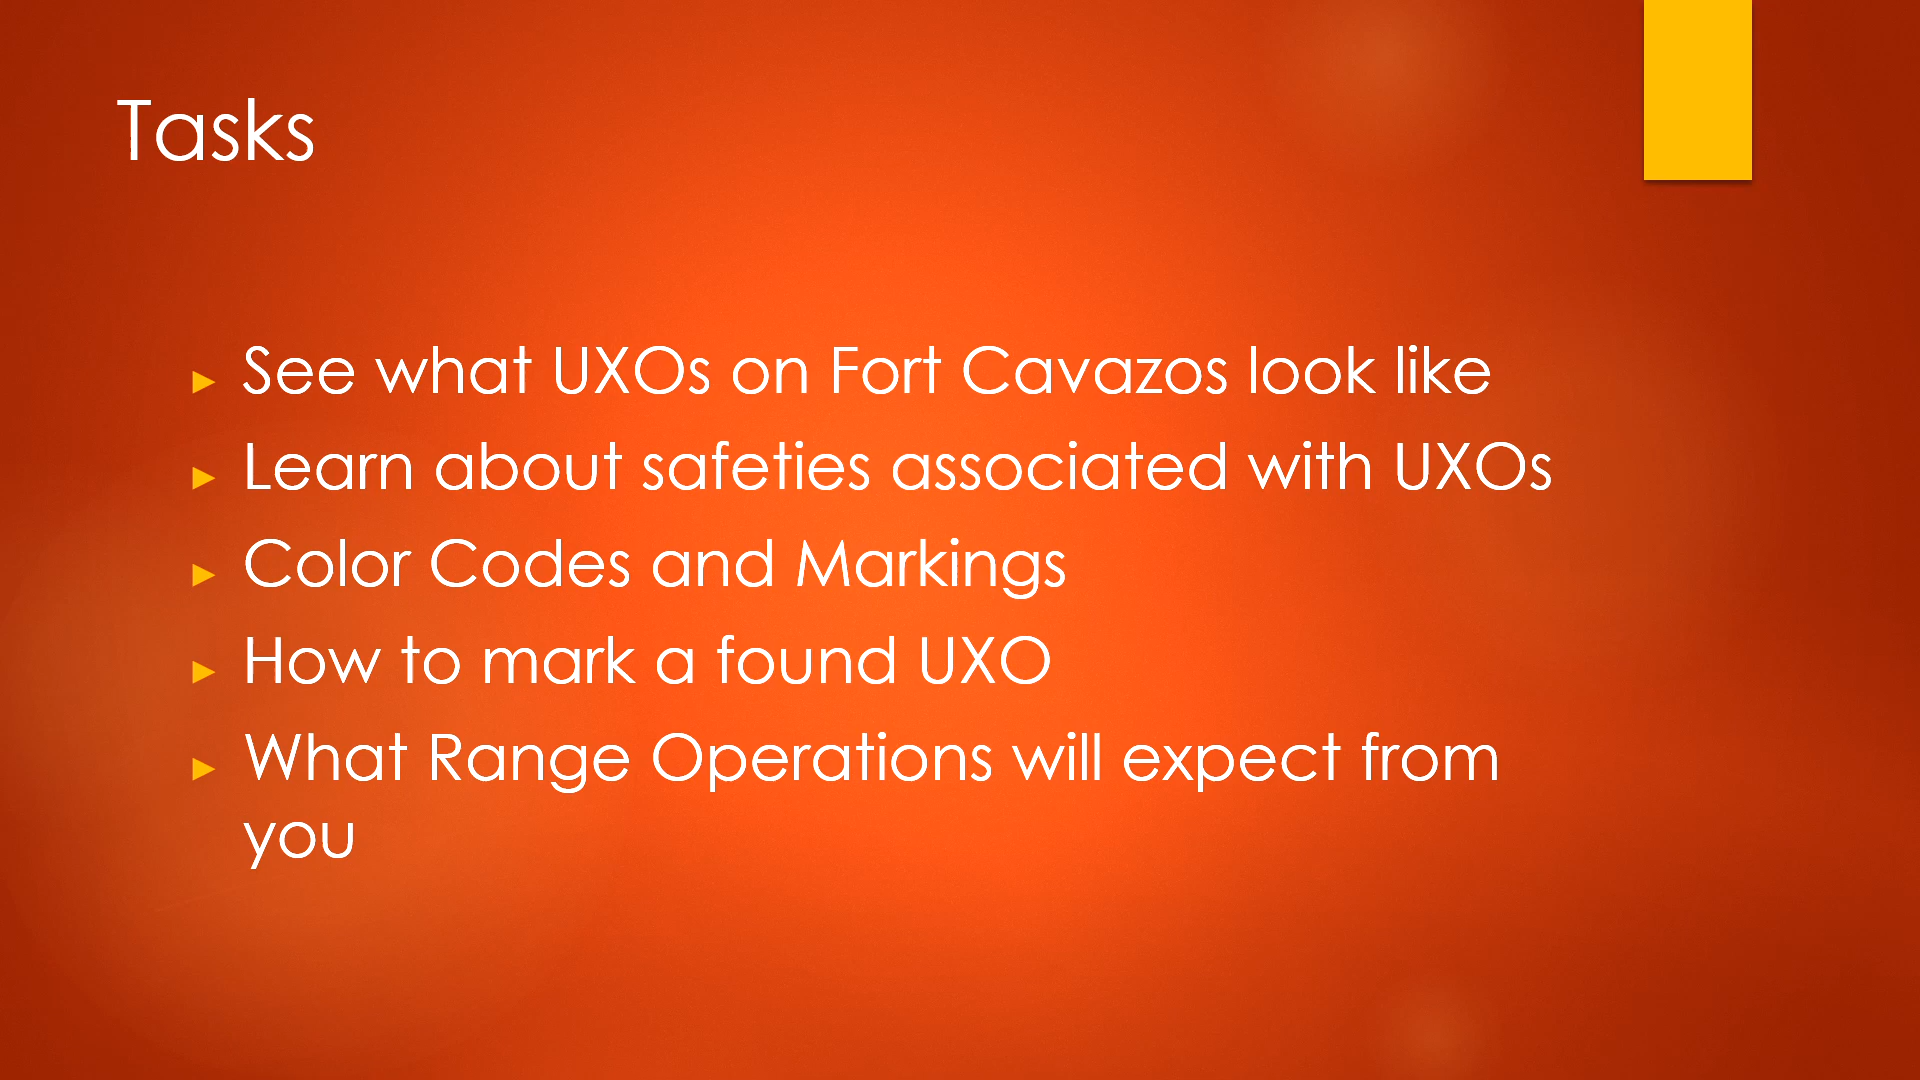 Tasks
► See what UXOs on Fort Cavazos look like
► Learn about safeties associated with UXOs
► Color Codes and Markings
► How to mark a found UXO
► What Range Operations will expect from
you